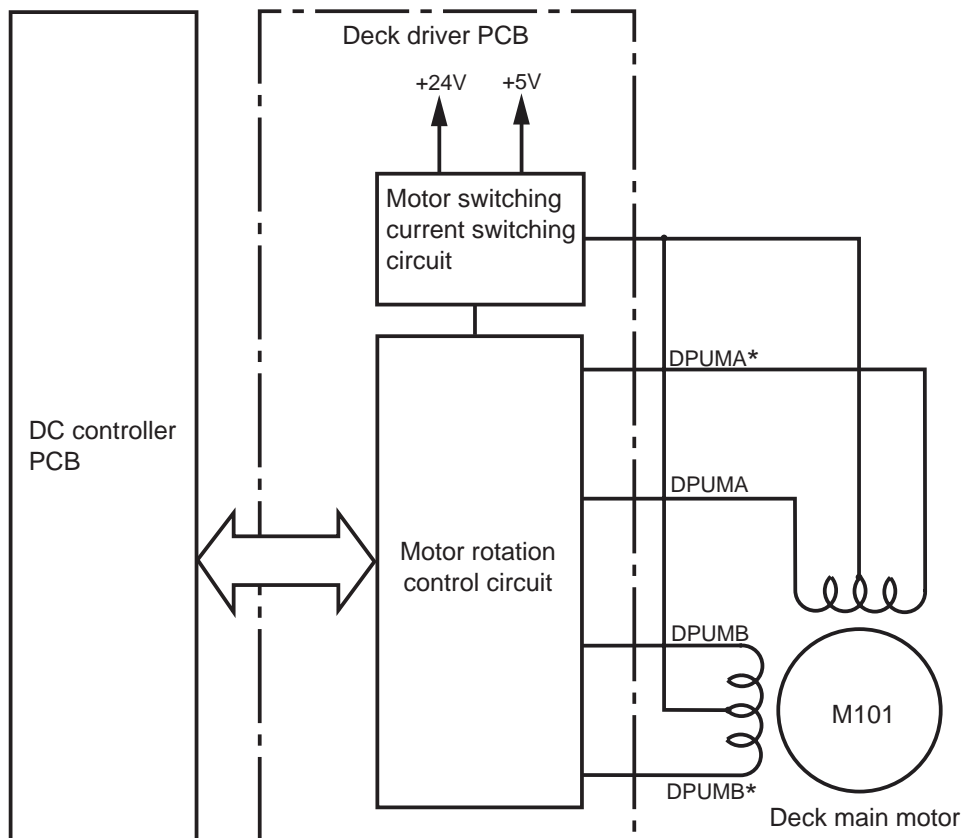 Deck driver PCB
+24V +5V
Motor switching
current switching
circuit
DPUMA*
DC controller
PCB
DPUMA
Motor rotation
control circuit
DPUMB
M101
DPUMB*
Deck main motor